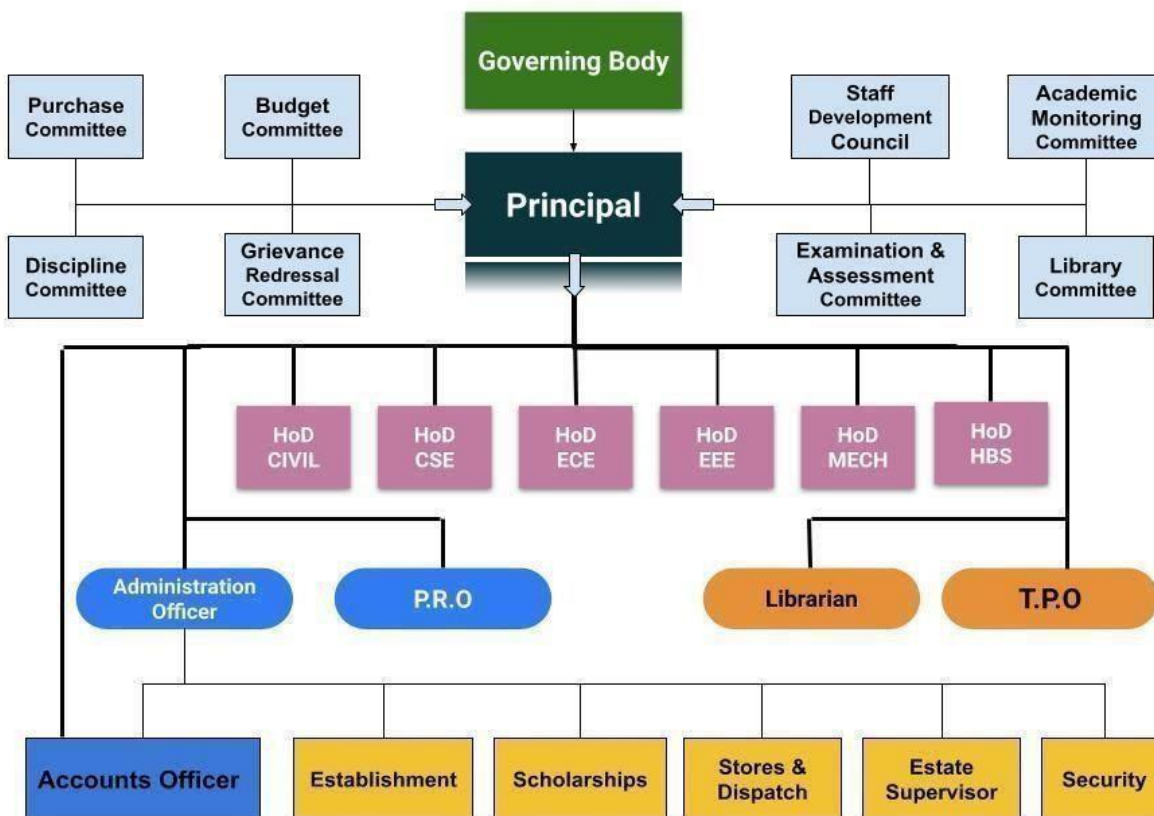 Governing Body
Purchase
Committee
Budget
Committee
Staff
Development
Council
Academic
Monitoring
Committee
Principal
Discipline
Committee
Grievance
Redressal
Committee
Examination &
Assessment
Committee
Library
Committee
HoD
CIVIL
HoD
CSE
HoD
ECE
HoD
EEE
HoD
MECH
HoD
HBS
Administration
Officer
P.R.O
Librarian
T.P.O
Accounts Officer
Establishment
Scholarships
Stores &
Dispatch
Estate
Supervisor
Security